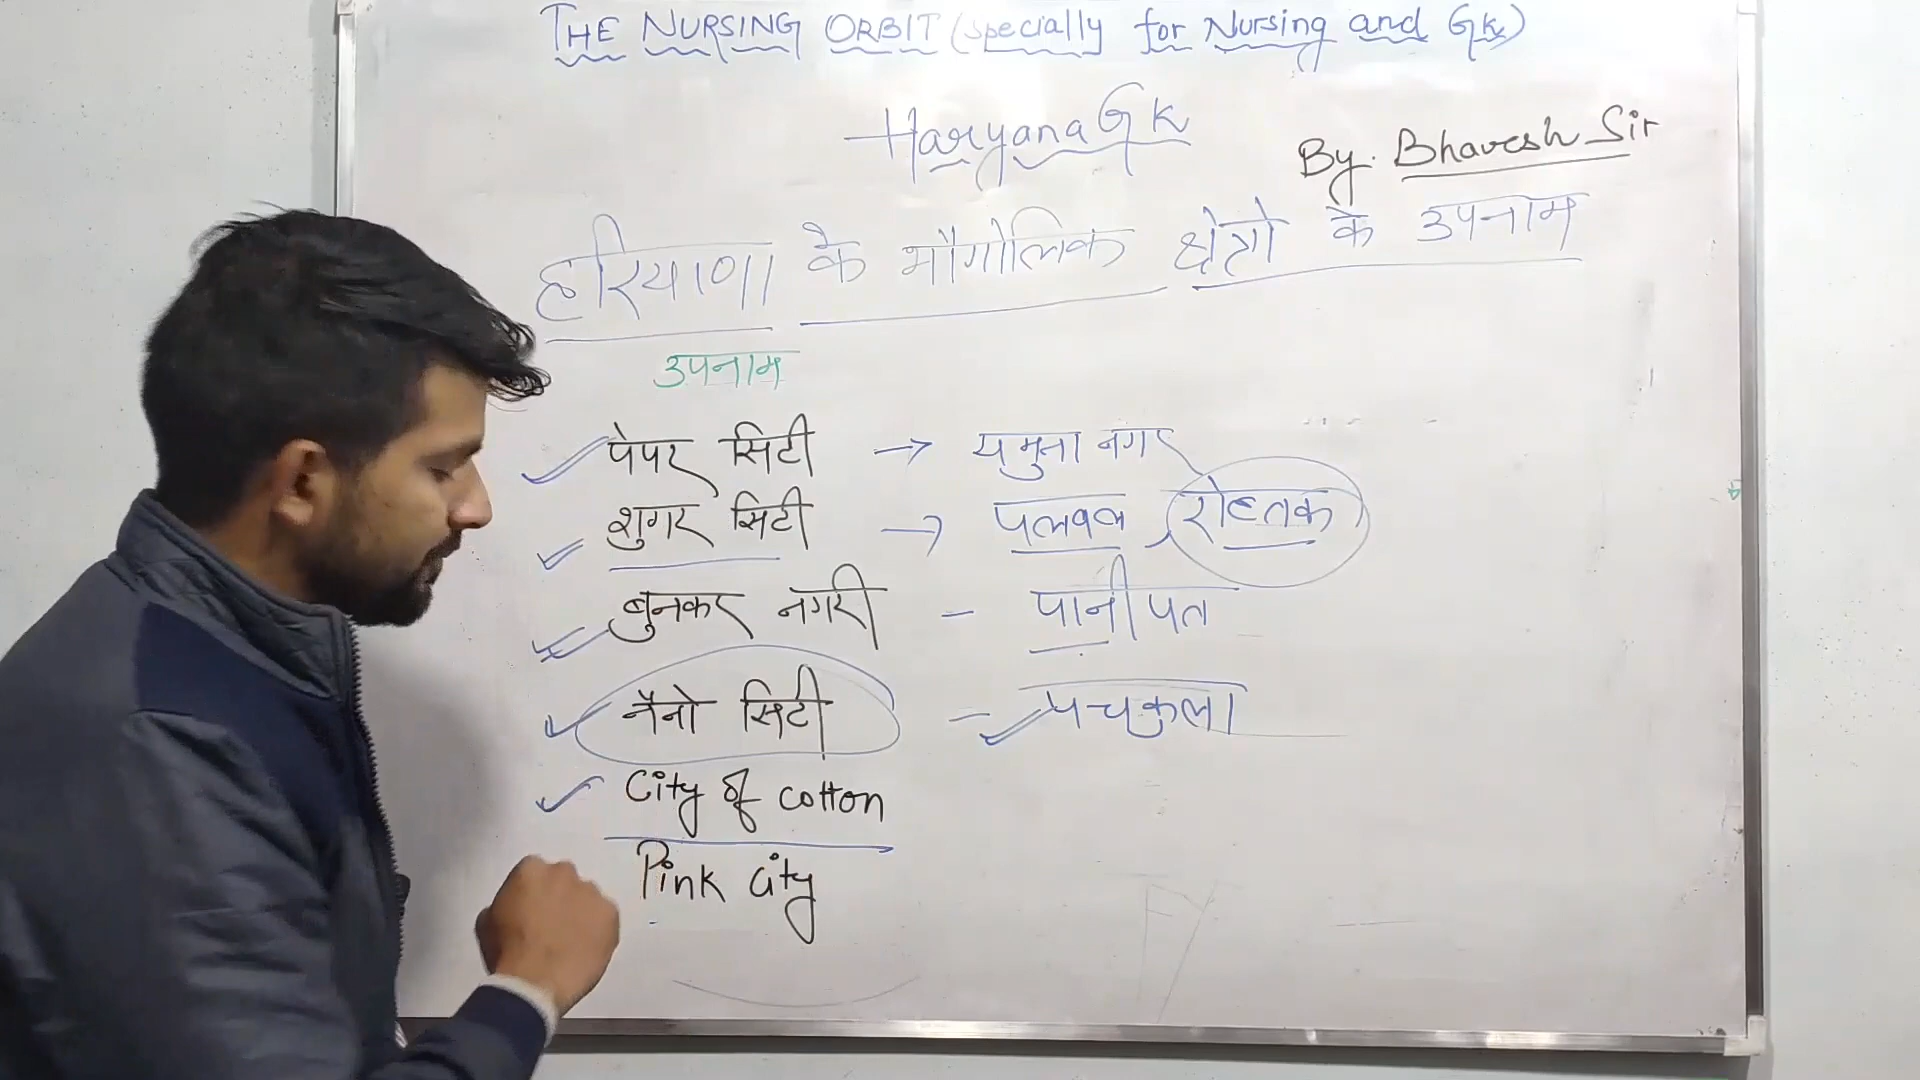 THE NURSING ORBIT (specially for Nursing and Gk)
Haryana Gk
By. Bhavesh Sir
हरियाणा के भौगोलिक क्षेत्रो के उपनाम
उपनाम
पेपर सिटी → यमुना नगर
शुगर सिटी → पलवल, रोहतक
बुनकर नगरी - पानीपत
नैनो सिटी - पचकुला
City of cotton
Pink City